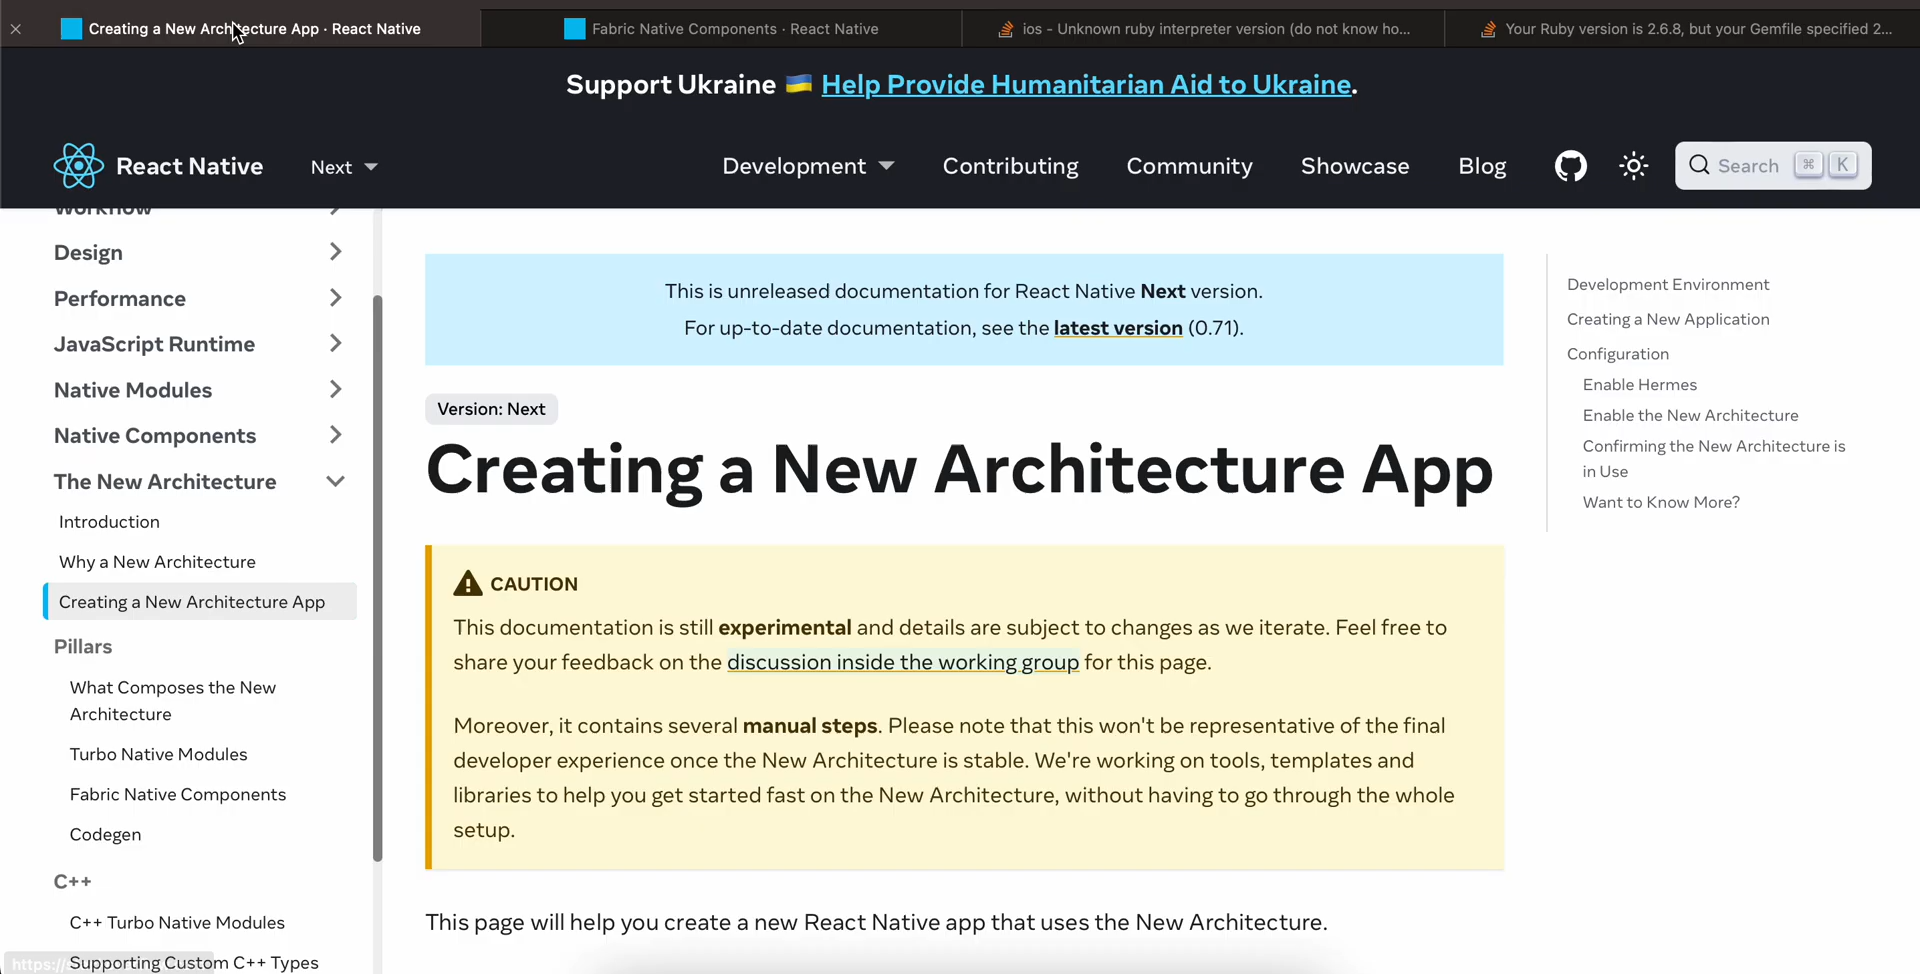 Creating a New Architecture App · React Native
Fabric Native Components · React Native
ios - Unknown ruby interpreter version (do not know ho...
Your Ruby version is 2.6.8, but your Gemfile specified 2...
Support Ukraine 🇺🇦 Help Provide Humanitarian Aid to Ukraine.
React Native
Next
Development
Contributing
Community
Showcase
Blog
Search ⌘ K
Workflow
Design
Performance
JavaScript Runtime
Native Modules
Native Components
The New Architecture
Introduction
Why a New Architecture
Creating a New Architecture App
Pillars
What Composes the New
Architecture
Turbo Native Modules
Fabric Native Components
Codegen
C++
C++ Turbo Native Modules
Supporting Custom C++ Types
This is unreleased documentation for React Native Next version.
For up-to-date documentation, see the latest version (0.71).
Version: Next
Creating a New Architecture App
CAUTION
This documentation is still experimental and details are subject to changes as we iterate. Feel free to
share your feedback on the discussion inside the working group for this page.
Moreover, it contains several manual steps. Please note that this won't be representative of the final
developer experience once the New Architecture is stable. We're working on tools, templates and
libraries to help you get started fast on the New Architecture, without having to go through the whole
setup.
This page will help you create a new React Native app that uses the New Architecture.
Development Environment
Creating a New Application
Configuration
Enable Hermes
Enable the New Architecture
Confirming the New Architecture is
in Use
Want to Know More?